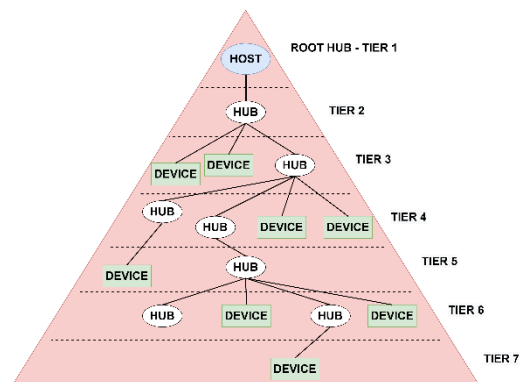 ROOT HUB - TIER 1
HOST
HUB
TIER 2
DEVICE
DEVICE
HUB
TIER 3
HUB
HUB
DEVICE
DEVICE
TIER 4
DEVICE
HUB
TIER 5
HUB
DEVICE
HUB
DEVICE
TIER 6
DEVICE
TIER 7